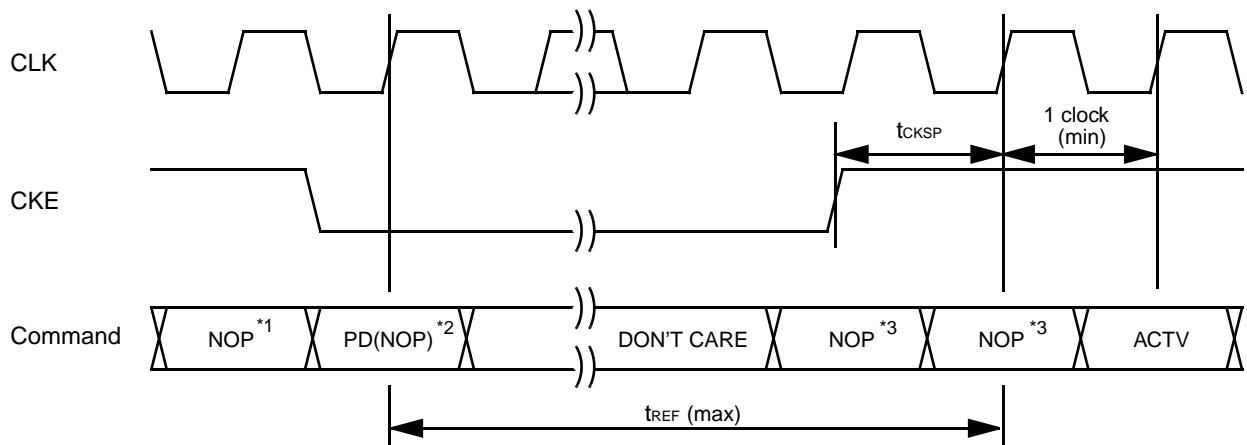 CLK
1 clock
(min)
tCKSP
CKE
Command
NOP *1
PD(NOP) *2
DON'T CARE
NOP *3
NOP *3
ACTV
tREF (max)